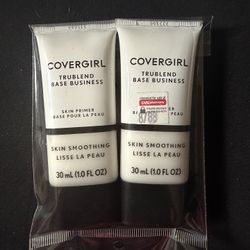 COVERGIRL
TRUBLEND
BASE BUSINESS
SKIN PRIMER
BASE POUR LA PEAU
SKIN SMOOTHING
LISSE LA PEAU
30 mL (1.0 FL OZ)
COVERGIRL
TRUBLEND
BASE BUSINESS
SKIN SMOOTHING
LISSE LA PEAU
30 mL (1.0 FL OZ)